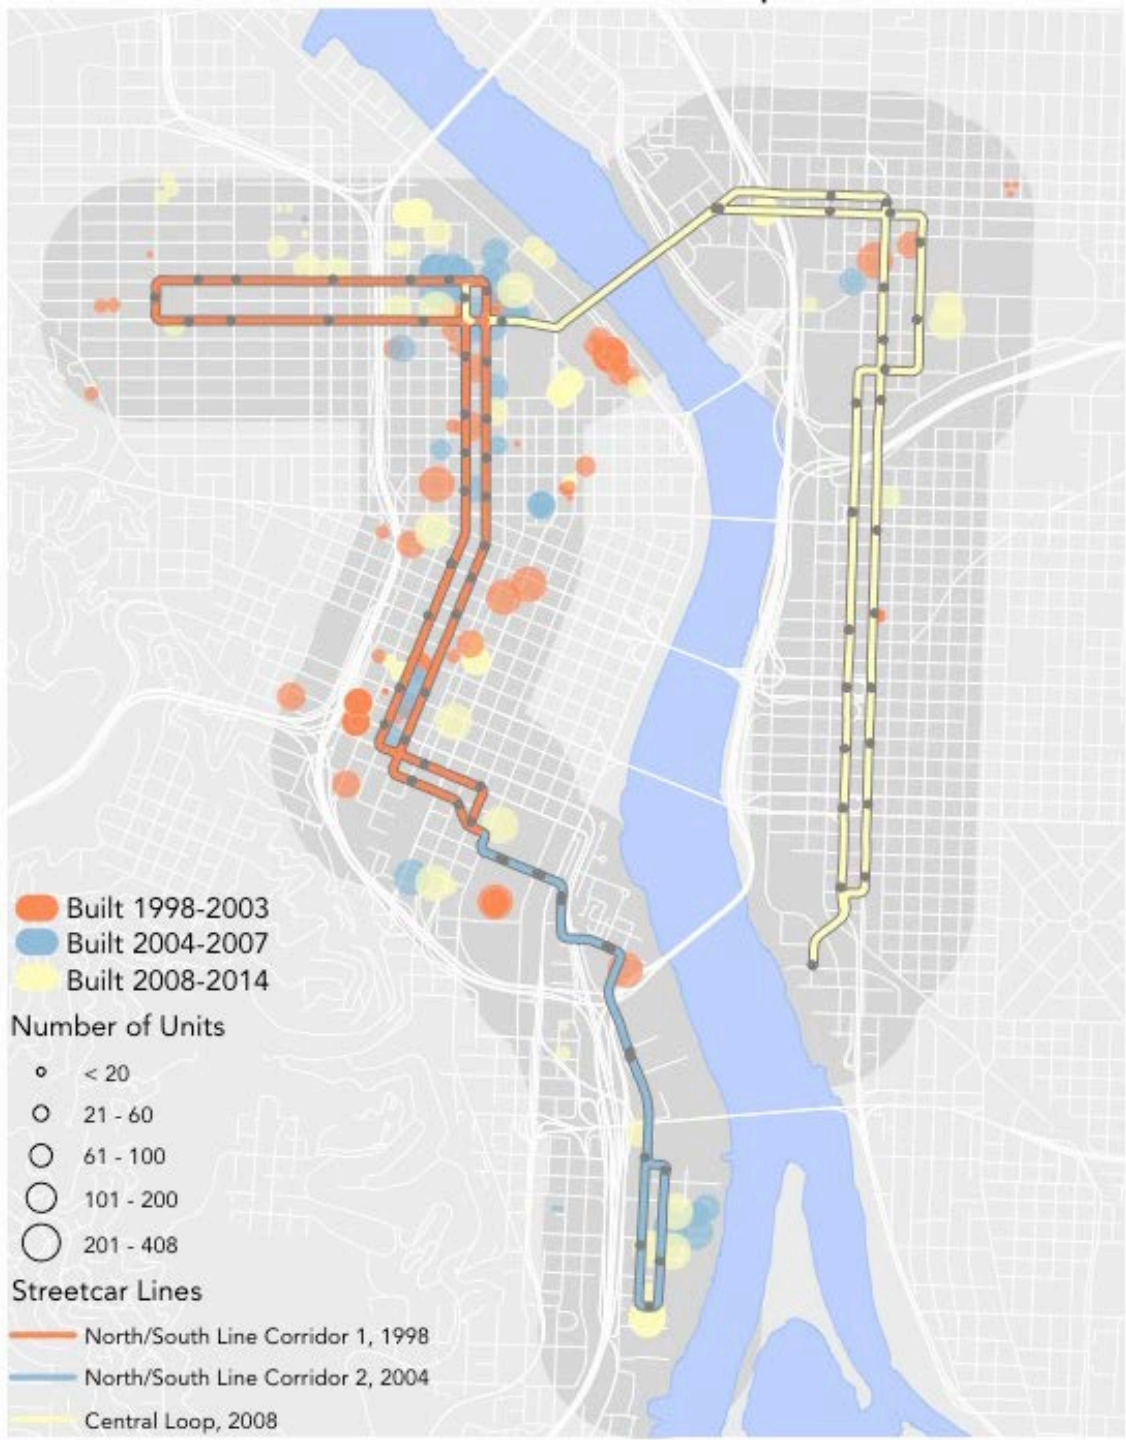 Built 1998-2003
Built 2004-2007
Built 2008-2014
Number of Units
< 20
21 - 60
61 - 100
101 - 200
201 - 408
Streetcar Lines
North/South Line Corridor 1, 1998
North/South Line Corridor 2, 2004
Central Loop, 2008